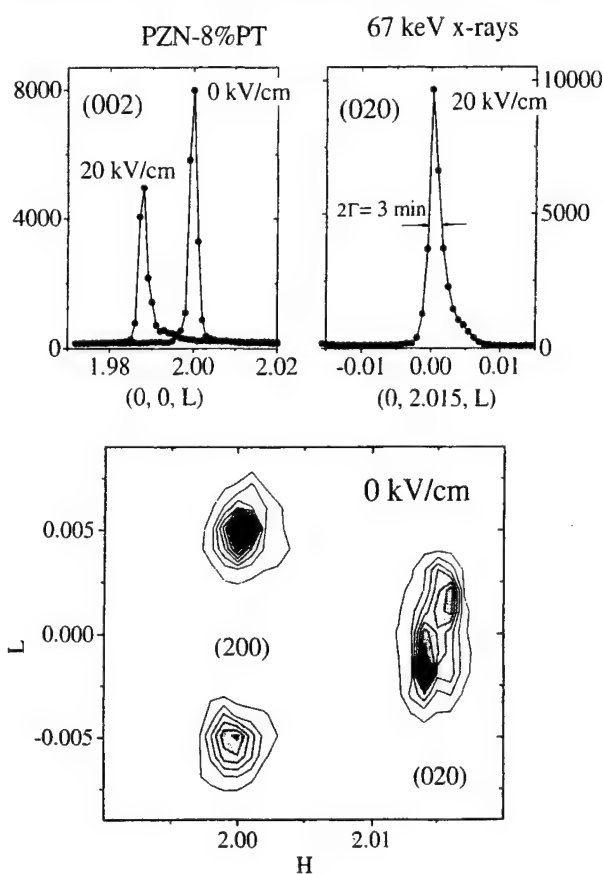 PZN-8%PT
67 keV x-rays
8000
4000
0
(002)
0 kV/cm
20 kV/cm
1.98
2.00
2.02
(0, 0, L)
(020)
20 kV/cm
2Γ= 3 min
10000
5000
0
-0.01
0.00
0.01
(0, 2.015, L)
0 kV/cm
0.005
0.000
-0.005
L
(200)
(020)
2.00
2.01
H